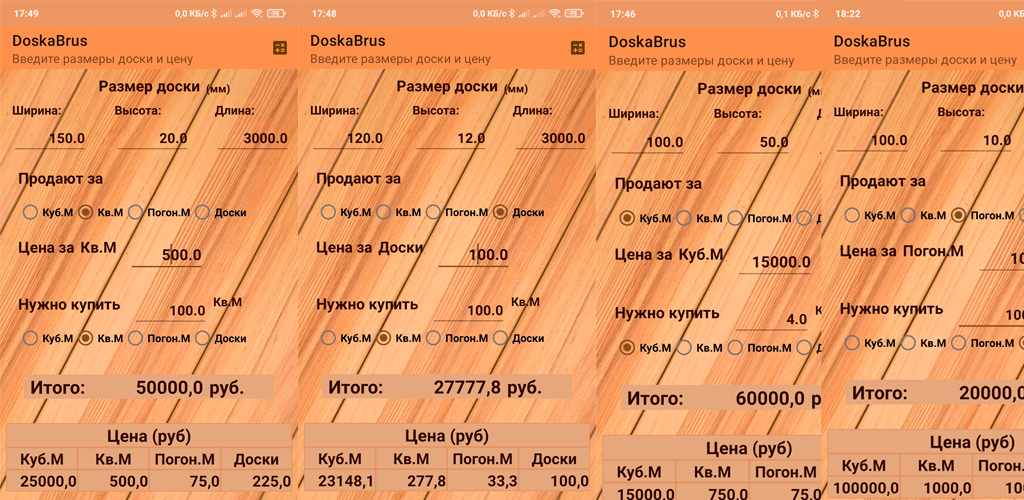 17:49 0,0 КБ/с 75
DoskaBrus
Введите размеры доски и цену
Размер доски (мм)
Ширина: Высота: Длина:
150.0 20.0 3000.0
Продают за
Куб.М Кв.М Погон.М Доски
Цена за Кв.М 500.0
Нужно купить 100.0 Кв.М
Куб.М Кв.М Погон.М Доски
Итого: 50000,0 руб.
Цена (руб)
Куб.М Кв.М Погон.М Доски
25000,0 500,0 75,0 225,0
17:48 0,0 КБ/с 75
DoskaBrus
Введите размеры доски и цену
Размер доски (мм)
Ширина: Высота: Длина:
120.0 12.0 3000.0
Продают за
Куб.М Кв.М Погон.М Доски
Цена за Доски 100.0
Нужно купить 100.0 Кв.М
Куб.М Кв.М Погон.М Доски
Итого: 27777,8 руб.
Цена (руб)
Куб.М Кв.М Погон.М Доски
23148,1 277,8 33,3 100,0
17:46 0,1 КБ/с
DoskaBrus
Введите размеры доски и цену
Размер доски
Ширина: Высота:
100.0 50.0
Продают за
Куб.М Кв.М Погон.М
Цена за Куб.М 15000.0
Нужно купить 4.0
Куб.М Кв.М Погон.М
Итого: 60000,0 р
Цена (руб)
Куб.М Кв.М Погон.М
15000,0 750,0 75,0
18:22 0,0
DoskaBrus
Введите размеры доски и цену
Размер доски
Ширина: Высота:
100.0 10.0
Продают за
Куб.М Кв.М Погон.М
Цена за Погон.М 10
Нужно купить 100
Куб.М Кв.М Погон.М
Итого: 20000,0
Цена (руб)
Куб.М Кв.М Погон.М
100000,0 1000,0 10